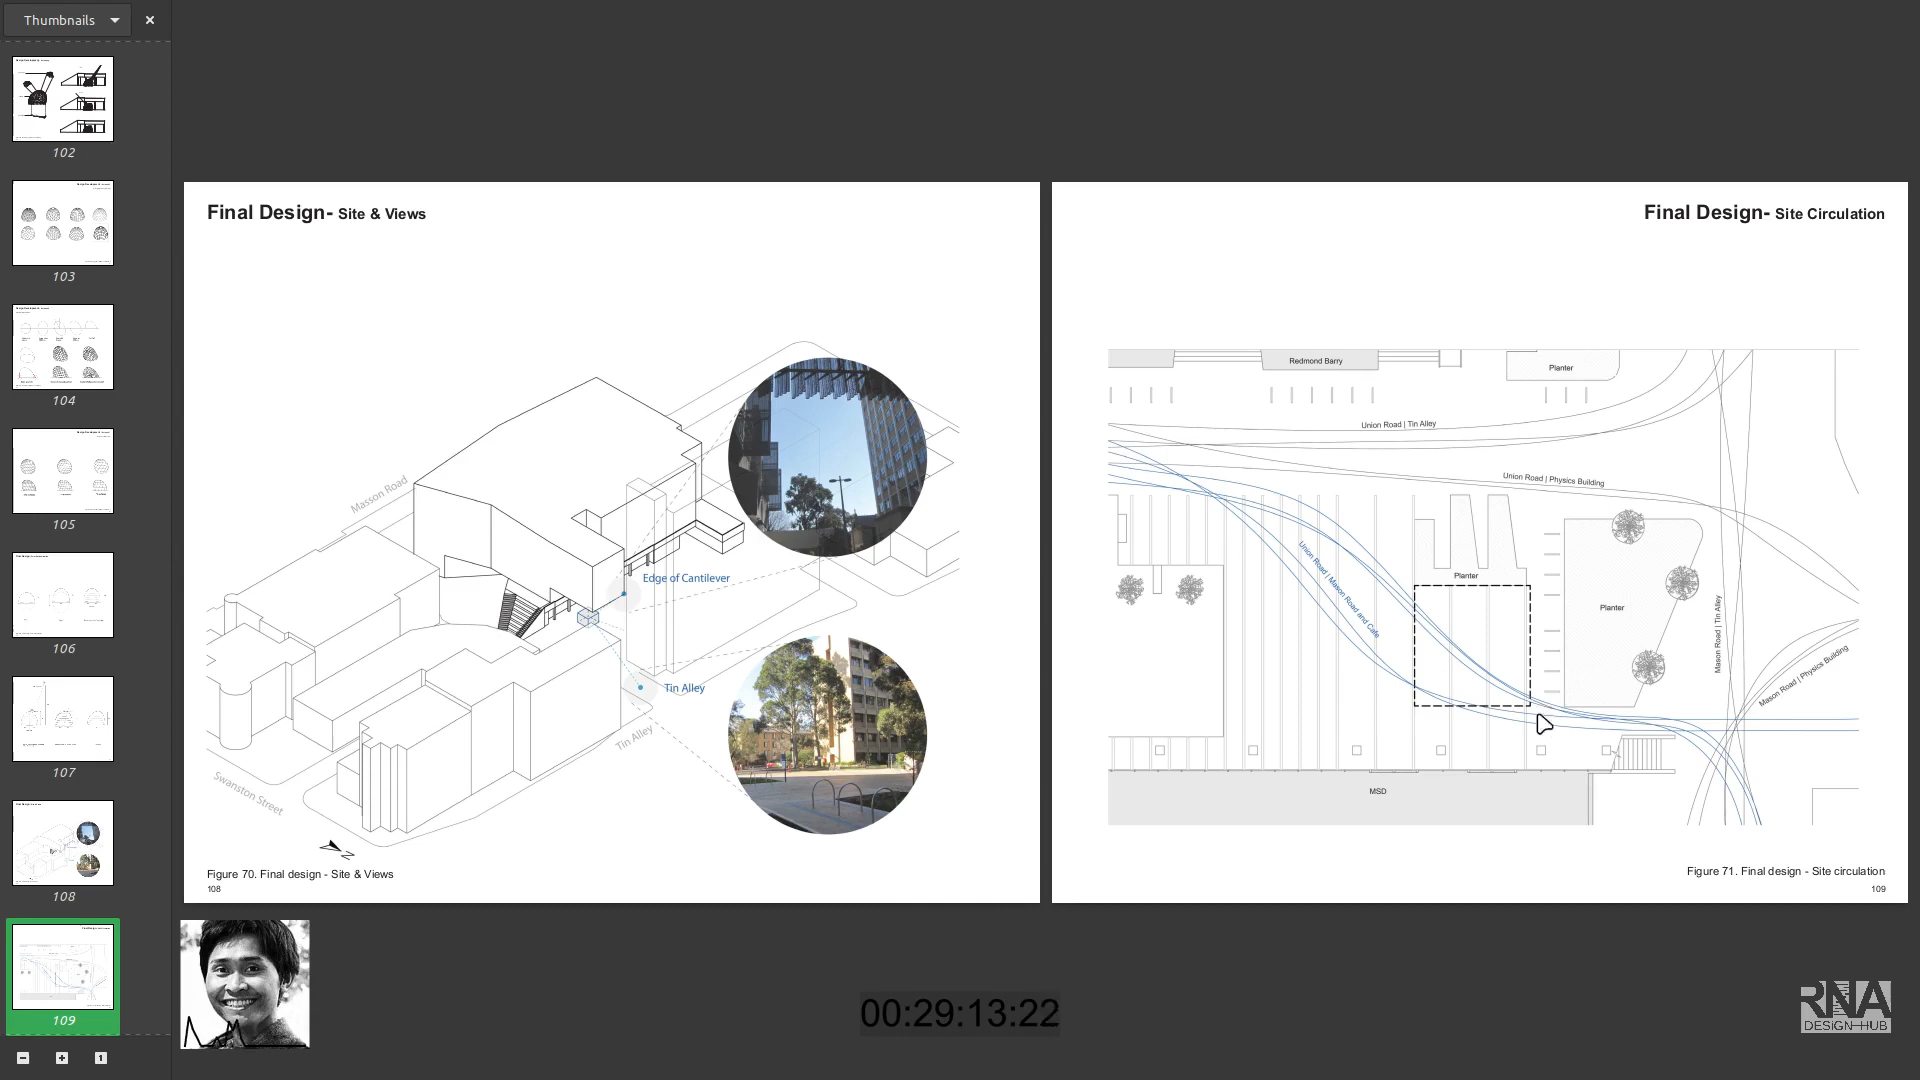 Thumbnails
102
103
104
105
106
107
108
109
Final Design- Site & Views
Masson Road
Edge of Cantilever
Tin Alley
Tin Alley
Swanston Street
N
Figure 70. Final design - Site & Views
108
Final Design- Site Circulation
Redmond Barry
Planter
Union Road | Tin Alley
Union Road | Physics Building
Union Road | Mason Road and Cafe
Planter
Planter
Mason Road | Tin Alley
Mason Road | Physics Building
MSD
Figure 71. Final design - Site circulation
109
00:29:13:22
RNA
DESIGN-HUB